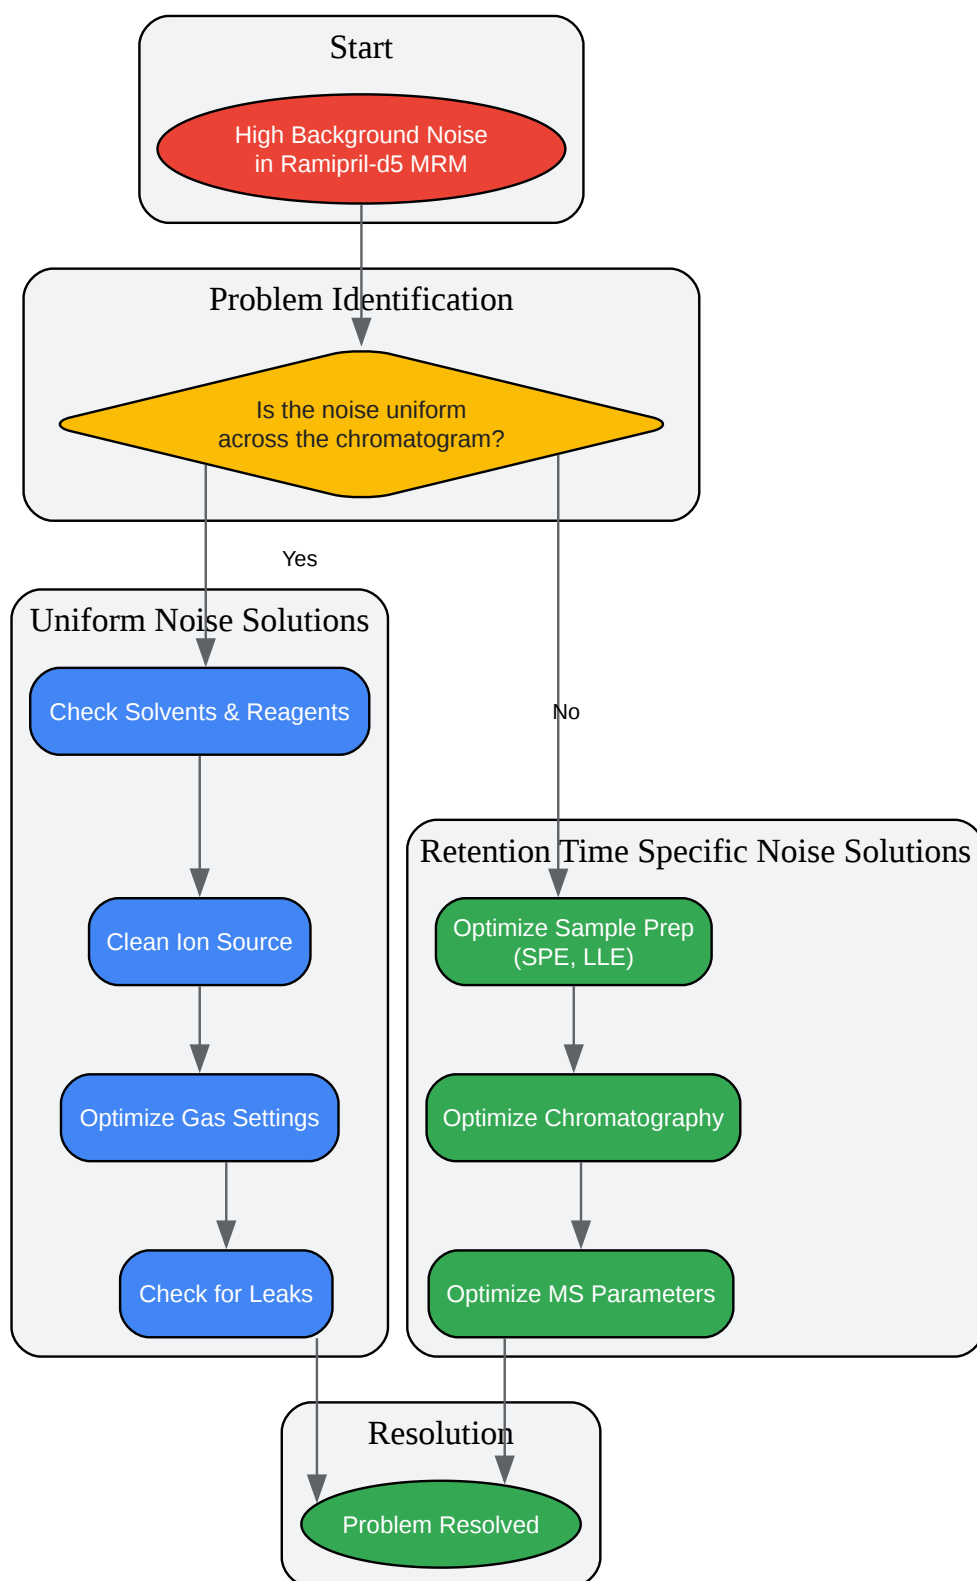 Start
High Background Noise
in Ramipril-d5 MRM
Problem Identification
Is the noise uniform
across the chromatogram?
Yes
Uniform Noise Solutions
Check Solvents & Reagents
No
Retention Time Specific Noise Solutions
Clean Ion Source
Optimize Sample Prep
(SPE, LLE)
Optimize Gas Settings
Optimize Chromatography
Check for Leaks
Optimize MS Parameters
Resolution
Problem Resolved